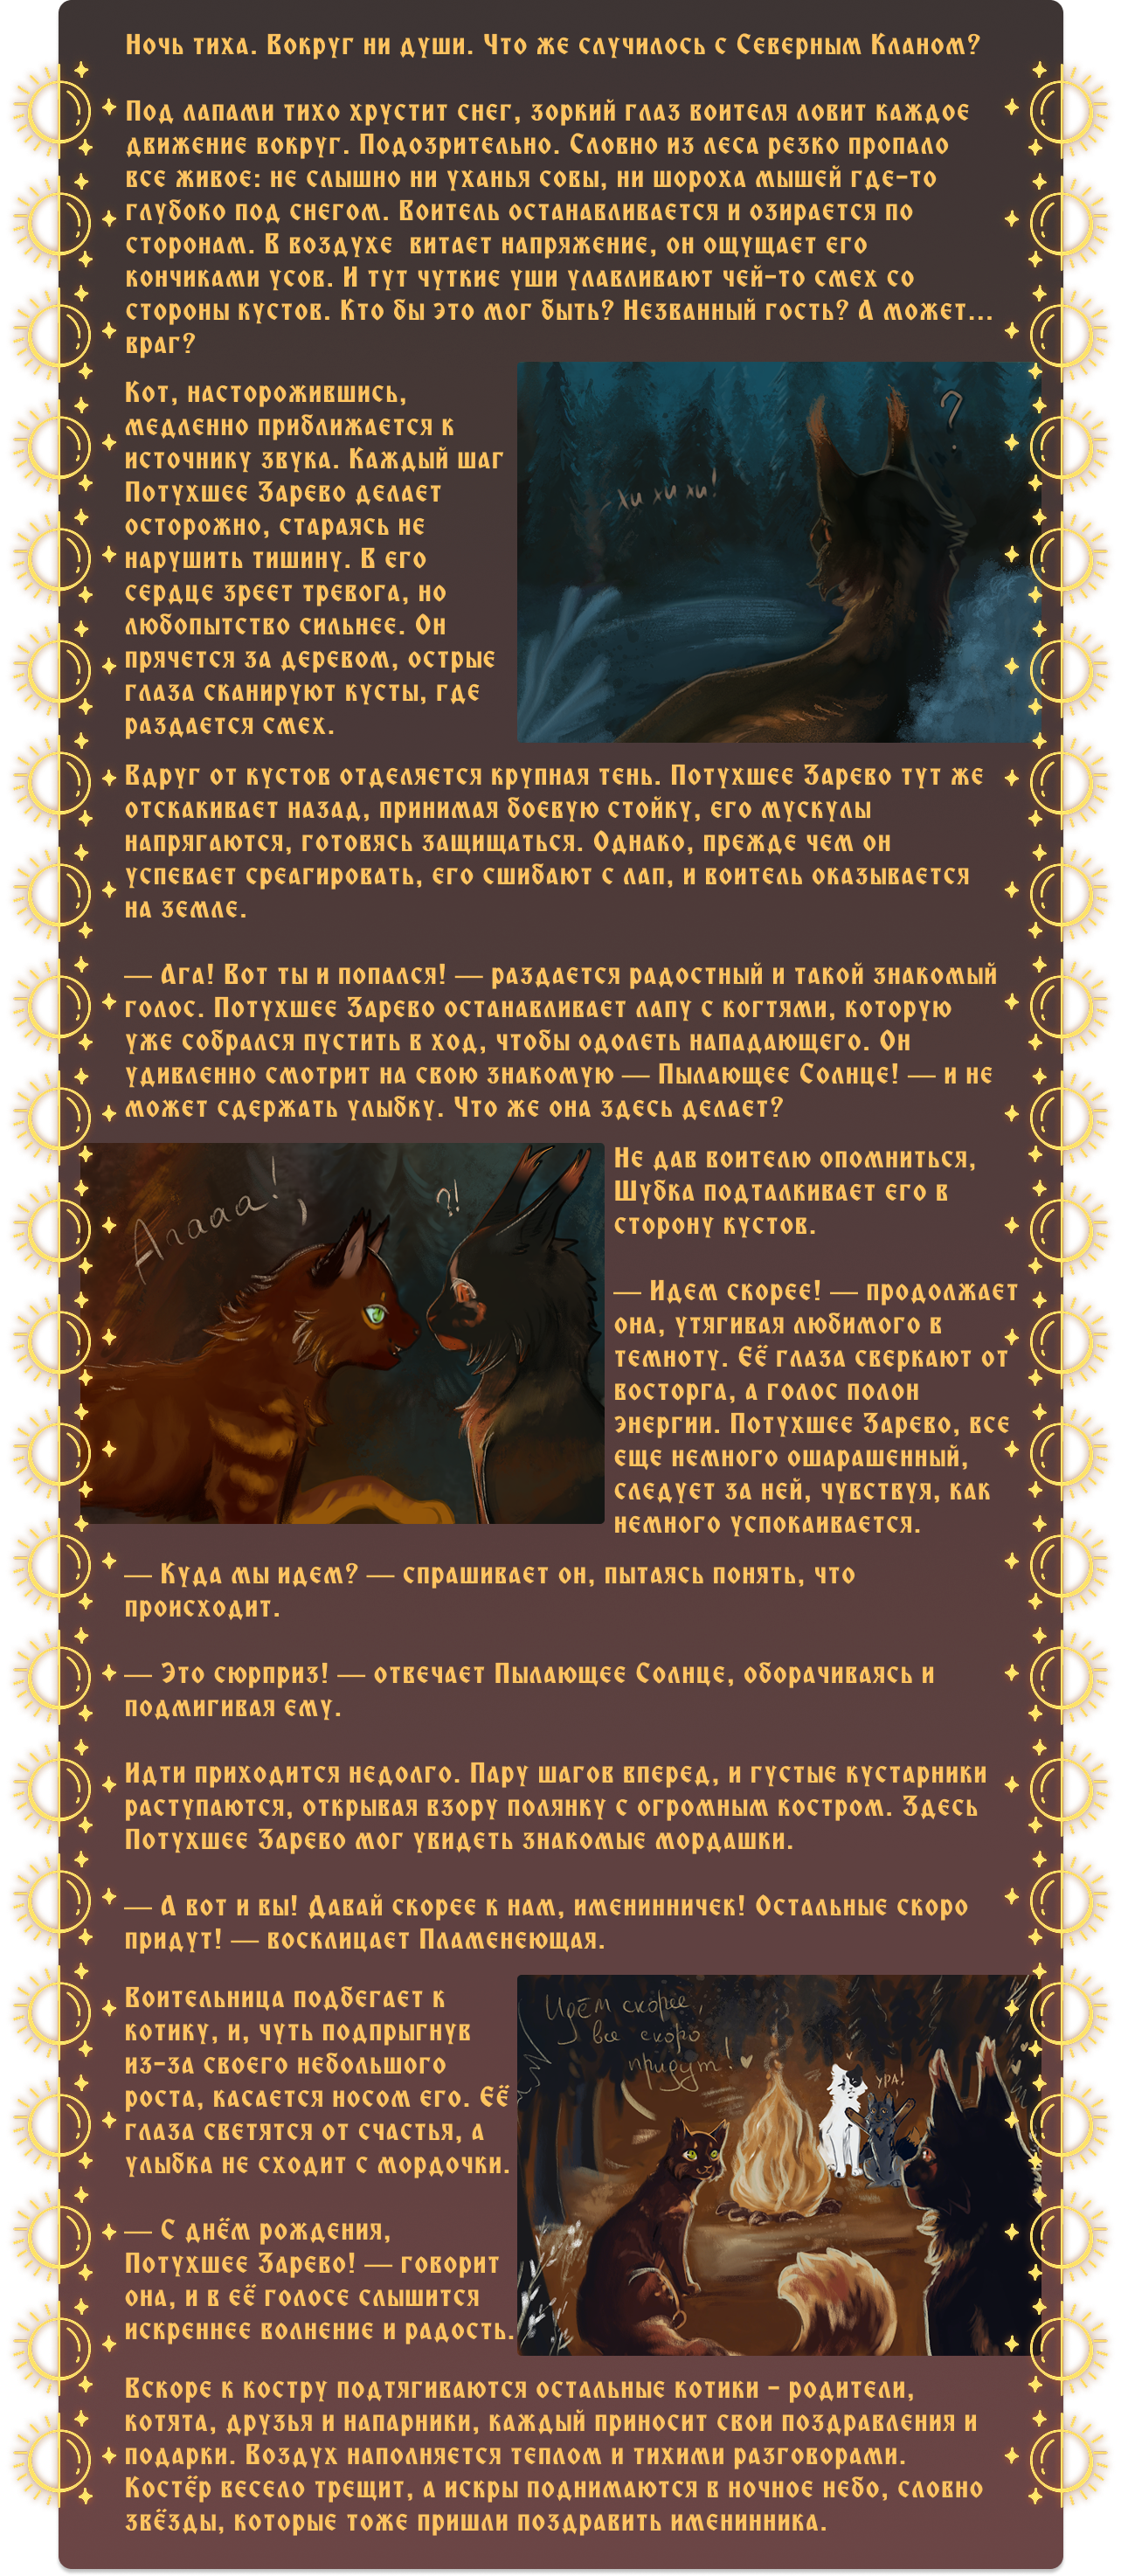 Ночь тиха. Вокруг ни души. Что же случилось с Северным Кланом?
Под лапами тихо хрустит снег, зоркий глаз воителя ловит каждое
движение вокруг. Подозрительно. Словно из леса резко пропало
все живое: не слышно ни уханья совы, ни шороха мышей где-то
глубоко под снегом. Воитель останавливается и озирается по
сторонам. В воздухе витает напряжение, он ощущает его
кончиками усов. И тут чуткие уши улавливают чей-то смех со
стороны кустов. Кто бы это мог быть? Незванный гость? А может...
враг?
Кот, насторожившись,
медленно приближается к
источнику звука. Каждый шаг
Потухшее Зарево делает
осторожно, стараясь не
нарушить тишину. В его
сердце зреет тревога, но
любопытство сильнее. Он
прячется за деревом, острые
глаза сканируют кусты, где
раздается смех.
?
хи хи хи!
Вдруг от кустов отделяется крупная тень. Потухшее Зарево тут же
отскакивает назад, принимая боевую стойку, его мускулы
напрягаются, готовясь защищаться. Однако, прежде чем он
успевает среагировать, его сшибают с лап, и воитель оказывается
на земле.
— Ага! Вот ты и попался! — раздается радостный и такой знакомый
голос. Потухшее Зарево останавливает лапу с когтями, которую
уже собрался пустить в ход, чтобы одолеть нападающего. Он
удивленно смотрит на свою знакомую — Пылающее Солнце! — и не
может сдержать улыбку. Что же она здесь делает?
Агааа!
?!
Не дав воителю опомниться,
Шубка подталкивает его в
сторону кустов.
— Идем скорее! — продолжает
она, утягивая любимого в
темноту. Её глаза сверкают от
восторга, а голос полон
энергии. Потухшее Зарево, все
еще немного ошарашенный,
следует за ней, чувствуя, как
немного успокаивается.
— Куда мы идем? — спрашивает он, пытаясь понять, что
происходит.
— Это сюрприз! — отвечает Пылающее Солнце, оборачиваясь и
подмигивая ему.
Идти приходится недолго. Пару шагов вперед, и густые кустарники
расступаются, открывая взору полянку с огромным костром. Здесь
Потухшее Зарево мог увидеть знакомые мордашки.
— А вот и вы! Давай скорее к нам, именинничек! Остальные скоро
придут! — восклицает Пламенеющая.
Воительница подбегает к
котику, и, чуть подпрыгнув
из-за своего небольшого
роста, касается носом его. Её
глаза светятся от счастья, а
улыбка не сходит с мордочки.
— С днём рождения,
Потухшее Зарево! — говорит
она, и в её голосе слышится
искреннее волнение и радость.
Идём скорее,
все скоро
придут!
УРА!
Вскоре к костру подтягиваются остальные котики - родители,
котята, друзья и напарники, каждый приносит свои поздравления и
подарки. Воздух наполняется теплом и тихими разговорами.
Костёр весело трещит, а искры поднимаются в ночное небо, словно
звёзды, которые тоже пришли поздравить именинника.